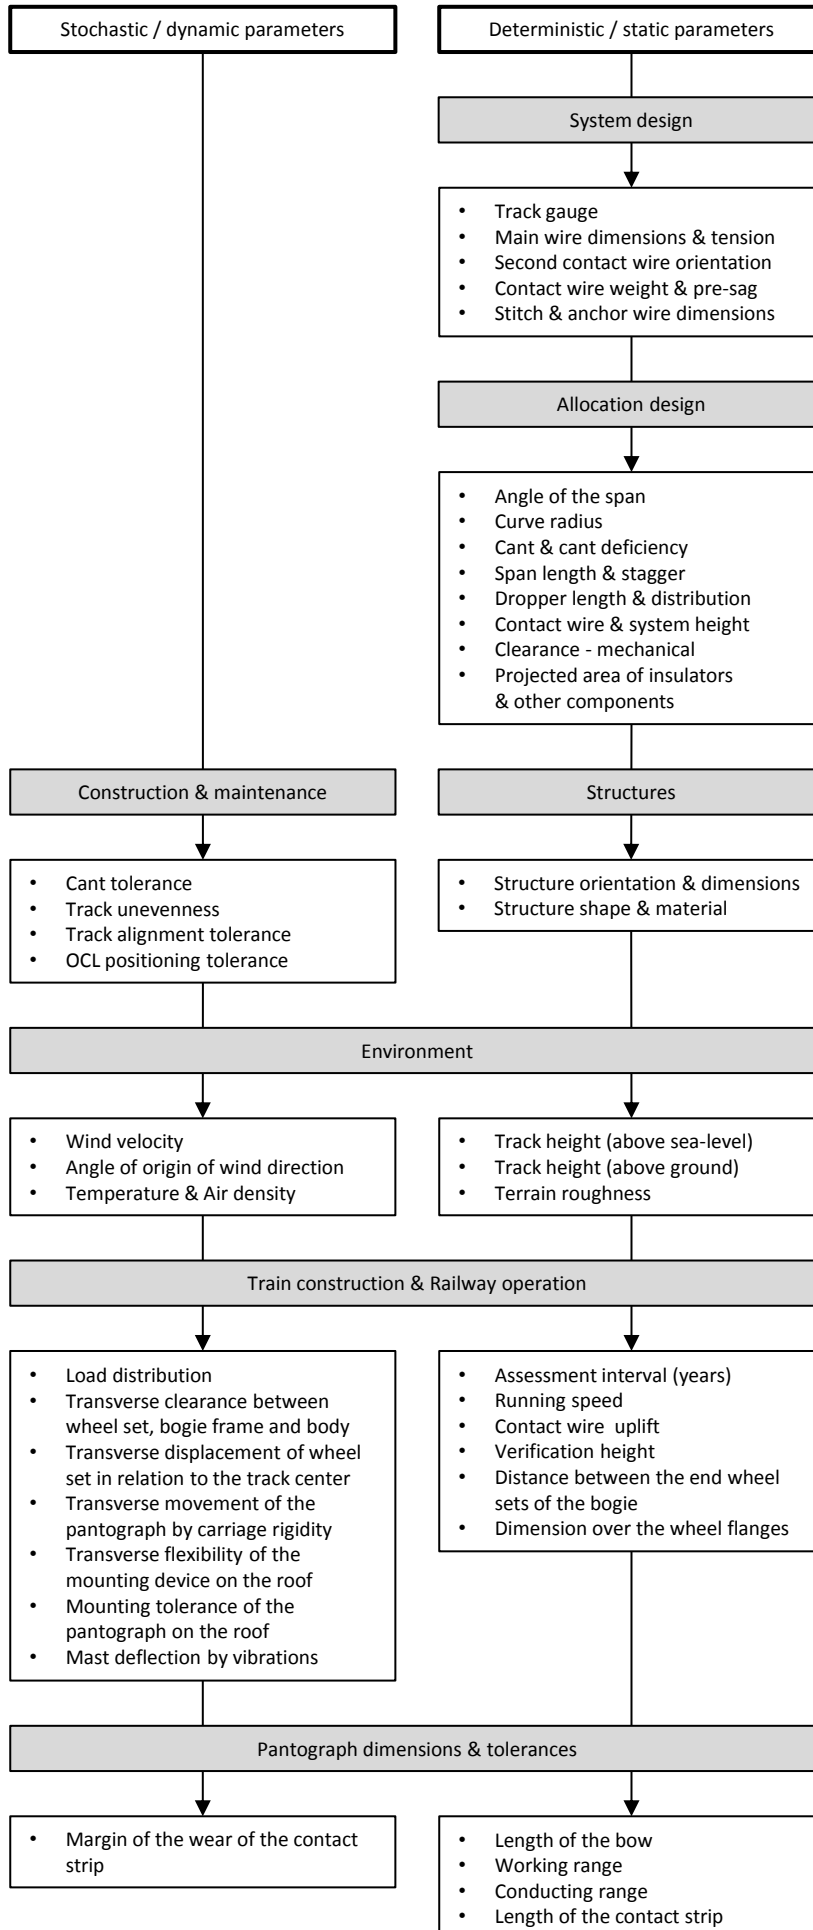 Stochastic / dynamic parameters
Deterministic / static parameters
System design
• Track gauge
• Main wire dimensions & tension
• Second contact wire orientation
• Contact wire weight & pre-sag
• Stitch & anchor wire dimensions
Allocation design
• Angle of the span
• Curve radius
• Cant & cant deficiency
• Span length & stagger
• Dropper length & distribution
• Contact wire & system height
• Clearance - mechanical
• Projected area of insulators
& other components
Construction & maintenance
Structures
• Cant tolerance
• Track unevenness
• Track alignment tolerance
• OCL positioning tolerance
• Structure orientation & dimensions
• Structure shape & material
Environment
• Wind velocity
• Angle of origin of wind direction
• Temperature & Air density
• Track height (above sea-level)
• Track height (above ground)
• Terrain roughness
Train construction & Railway operation
• Load distribution
• Transverse clearance between
wheel set, bogie frame and body
• Transverse displacement of wheel
set in relation to the track center
• Transverse movement of the
pantograph by carriage rigidity
• Transverse flexibility of the
mounting device on the roof
• Mounting tolerance of the
pantograph on the roof
• Mast deflection by vibrations
• Assessment interval (years)
• Running speed
• Contact wire uplift
• Verification height
• Distance between the end wheel
sets of the bogie
• Dimension over the wheel flanges
Pantograph dimensions & tolerances
• Margin of the wear of the contact
strip
• Length of the bow
• Working range
• Conducting range
• Length of the contact strip